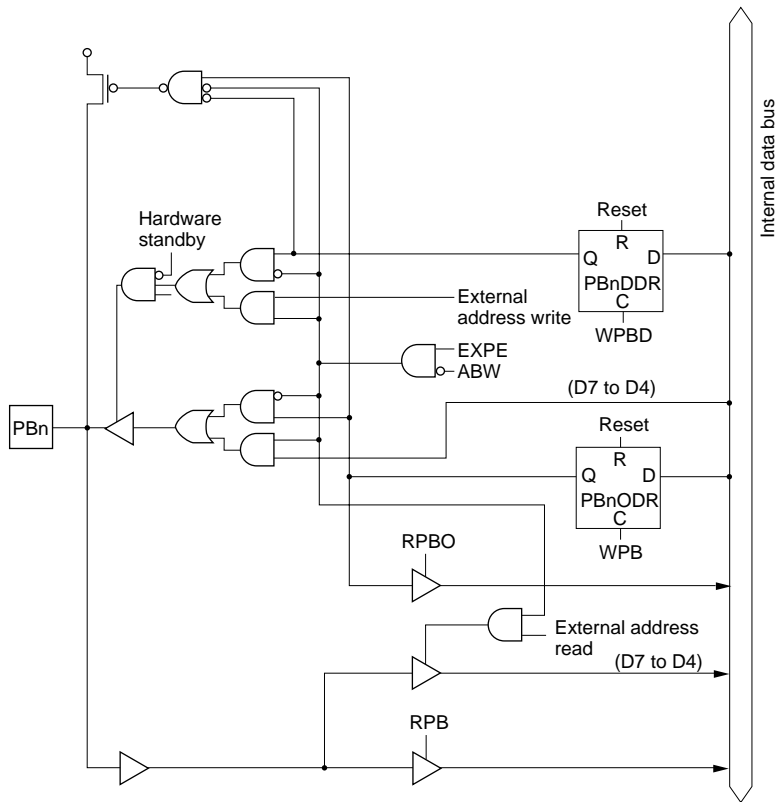 Internal data bus
Hardware
standby
Reset
R
Q
D
PBnDDR
C
WPBD
External
address write
EXPE
ABW
(D7 to D4)
PBn
Reset
R
Q
D
PBnODR
C
WPB
RPBO
External address
read
(D7 to D4)
RPB